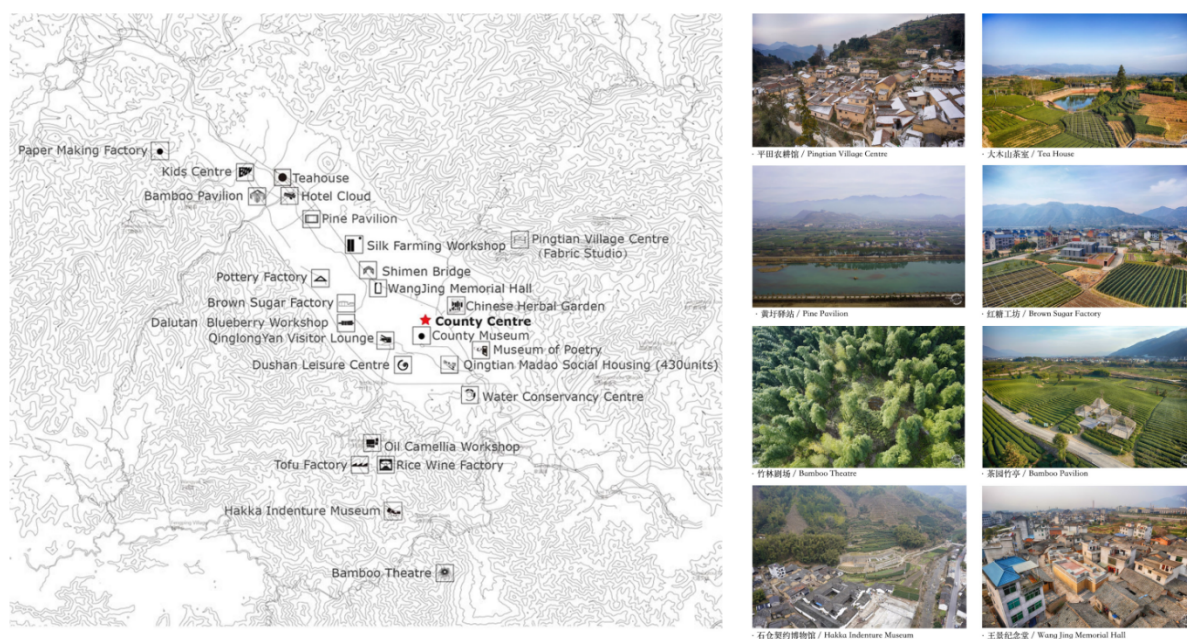 Paper Making Factory
Kids Centre
Teahouse
Bamboo Pavilion
Hotel Cloud
Pine Pavilion
Silk Farming Workshop
Pingtian Village Centre
(Fabric Studio)
Shimen Bridge
Pottery Factory
WangJing Memorial Hall
Brown Sugar Factory
Chinese Herbal Garden
Dalutan Blueberry Workshop
County Centre
QinglongYan Visitor Lounge
County Museum
Museum of Poetry
Dushan Leisure Centre
Qingtian Madao Social Housing (430units)
Water Conservancy Centre
Oil Camellia Workshop
Tofu Factory
Rice Wine Factory
Hakka Indenture Museum
Bamboo Theatre
· 平田农耕馆 / Pingtian Village Centre
· 大木山茶室 / Tea House
· 黄圩驿站 / Pine Pavilion
· 红糖工坊 / Brown Sugar Factory
· 竹林剧场 / Bamboo Theatre
· 茶园竹亭 / Bamboo Pavilion
· 石仓契约博物馆 / Hakka Indenture Museum
· 王景纪念堂 / Wang Jing Memorial Hall